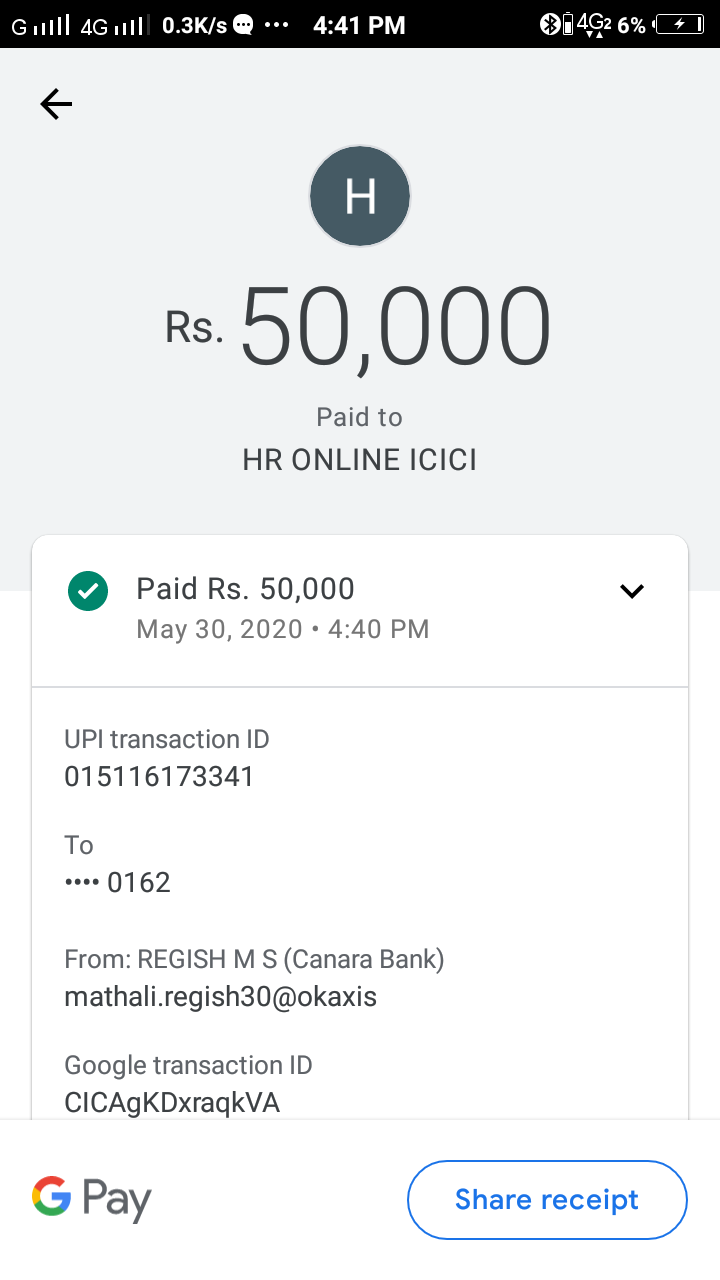 G 4G 0.3K/s ••• 4:41 PM 4G2 6%
H
Rs. 50,000
Paid to
HR ONLINE ICICI
Paid Rs. 50,000
May 30, 2020 • 4:40 PM
UPI transaction ID
015116173341
To
•••• 0162
From: REGISH M S (Canara Bank)
mathali.regish30@okaxis
Google transaction ID
CICAgKDxraqkVA
G Pay
Share receipt